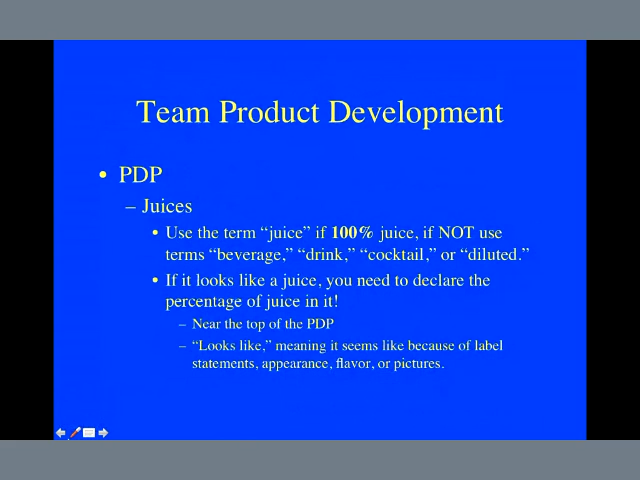 Team Product Development
• PDP
– Juices
• Use the term “juice” if 100% juice, if NOT use
terms “beverage,” “drink,” “cocktail,” or “diluted.”
• If it looks like a juice, you need to declare the
percentage of juice in it!
– Near the top of the PDP
– “Looks like,” meaning it seems like because of label
statements, appearance, flavor, or pictures.